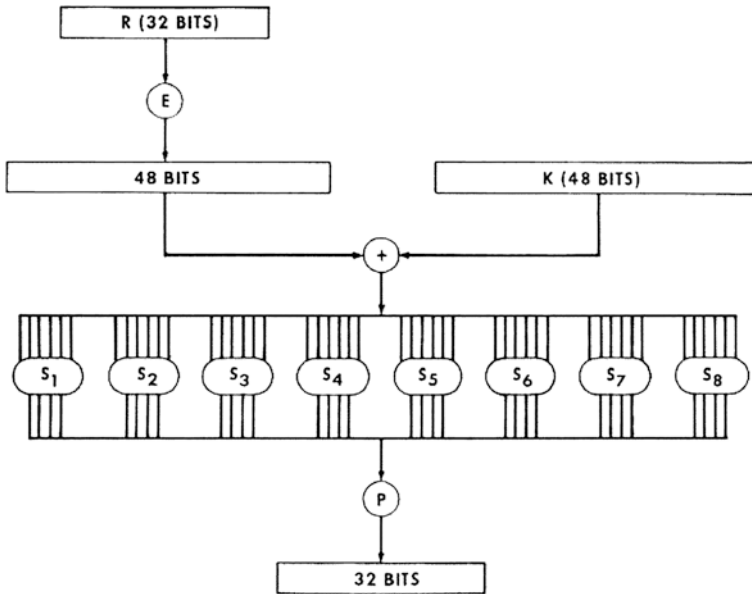 R (32 BITS)
E
48 BITS
K (48 BITS)
+
S1 S2 S3 S4 S5 S6 S7 S8
P
32 BITS